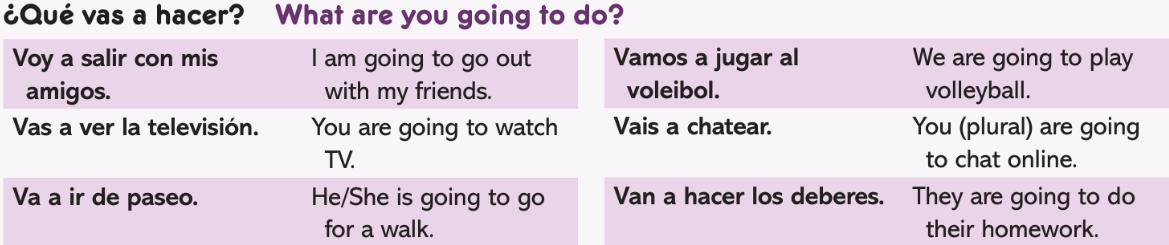 ¿Qué vas a hacer? What are you going to do?
Voy a salir con mis
amigos.
I am going to go out
with my friends.
Vas a ver la televisión.
You are going to watch
TV.
Va a ir de paseo.
He/She is going to go
for a walk.
Vamos a jugar al
voleibol.
We are going to play
volleyball.
Vais a chatear.
You (plural) are going
to chat online.
Van a hacer los deberes.
They are going to do
their homework.